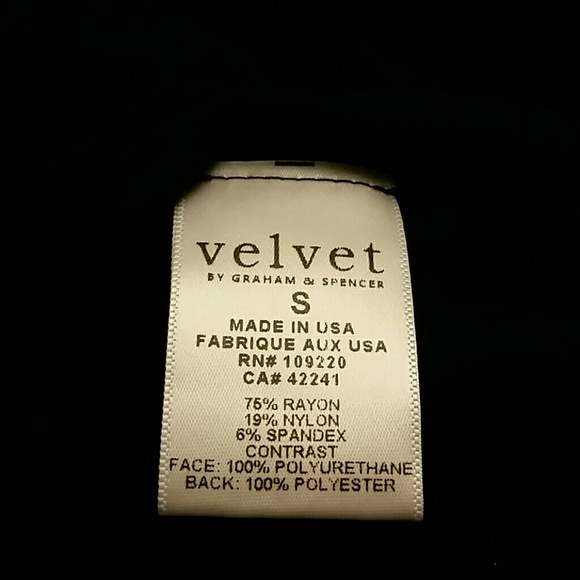 velvet
BY GRAHAM & SPENCER
S
MADE IN USA
FABRIQUE AUX USA
RN# 109220
CA# 42241
75% RAYON
19% NYLON
6% SPANDEX
CONTRAST
FACE: 100% POLYURETHANE
BACK: 100% POLYESTER